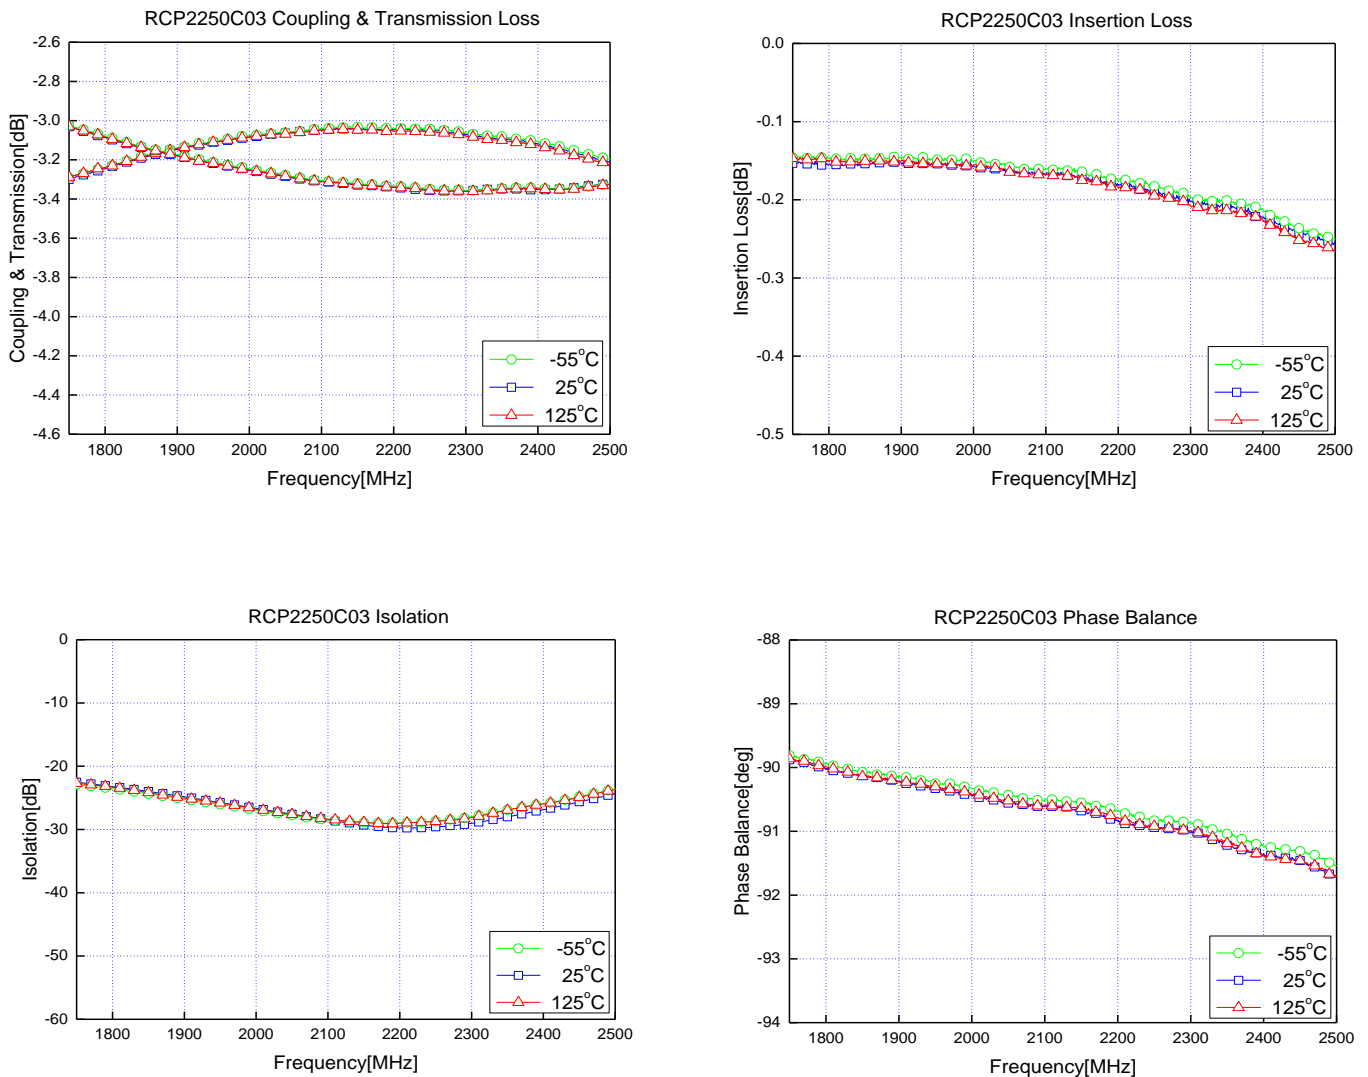 RCP2250C03 Coupling & Transmission Loss
-2.6
-2.8
-3.0
-3.2
-3.4
-3.6
-3.8
-4.0
-4.2
-4.4
-4.6
Coupling & Transmission[dB]
-55°C
25°C
125°C
1800 1900 2000 2100 2200 2300 2400 2500
Frequency[MHz]
RCP2250C03 Insertion Loss
0.0
-0.1
-0.2
-0.3
-0.4
-0.5
Insertion Loss[dB]
-55°C
25°C
125°C
1800 1900 2000 2100 2200 2300 2400 2500
Frequency[MHz]
RCP2250C03 Isolation
0
-10
-20
-30
-40
-50
-60
Isolation[dB]
-55°C
25°C
125°C
1800 1900 2000 2100 2200 2300 2400 2500
Frequency[MHz]
RCP2250C03 Phase Balance
-88
-89
-90
-91
-92
-93
-94
Phase Balance[deg]
-55°C
25°C
125°C
1800 1900 2000 2100 2200 2300 2400 2500
Frequency[MHz]